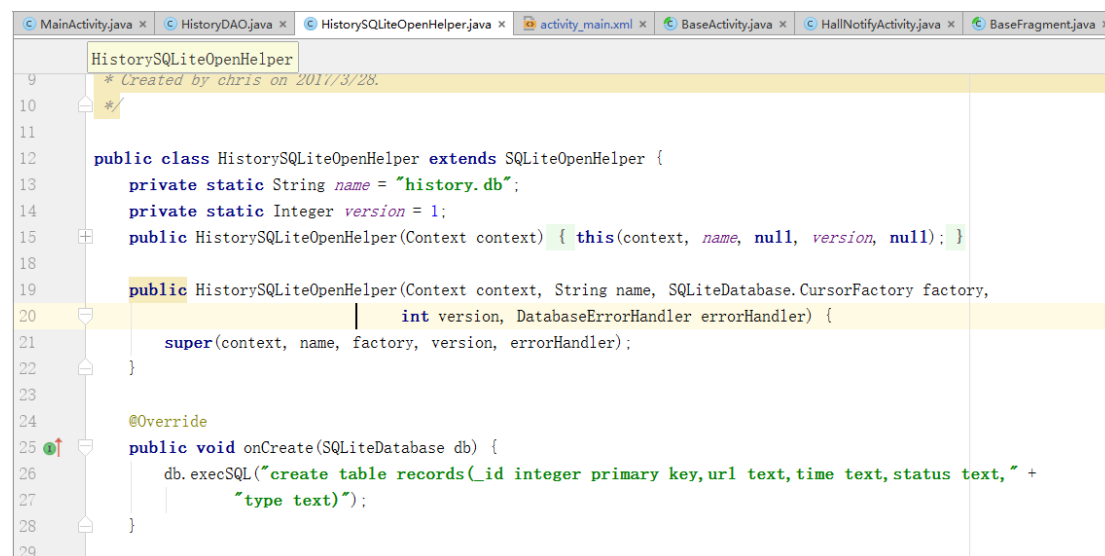 MainActivity.java × HistoryDAO.java × HistorySQLiteOpenHelper.java × activity_main.xml × BaseActivity.java × HallNotifyActivity.java × BaseFragment.java
HistorySQLiteOpenHelper
9 * Created by chris on 2017/3/28.
10 */
11
12 public class HistorySQLiteOpenHelper extends SQLiteOpenHelper {
13 private static String name = "history.db";
14 private static Integer version = 1;
15 public HistorySQLiteOpenHelper(Context context) { this(context, name, null, version, null); }
18
19 public HistorySQLiteOpenHelper(Context context, String name, SQLiteDatabase.CursorFactory factory,
20 int version, DatabaseErrorHandler errorHandler) {
21 super(context, name, factory, version, errorHandler);
22 }
23
24 @Override
25 public void onCreate(SQLiteDatabase db) {
26 db.execSQL("create table records(_id integer primary key,url text,time text,status text," +
27 "type text)");
28 }
29